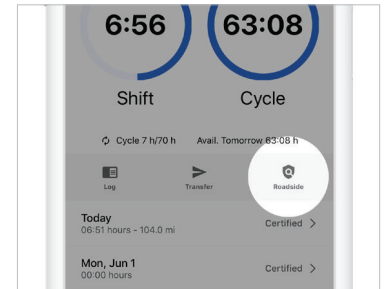 6:56 63:08
Shift Cycle
Cycle 7 h/70 h Avail. Tomorrow 63:08 h
Log Transfer Roadside
Today
06:51 hours - 104.0 mi Certified
Mon, Jun 1
00:00 hours Certified